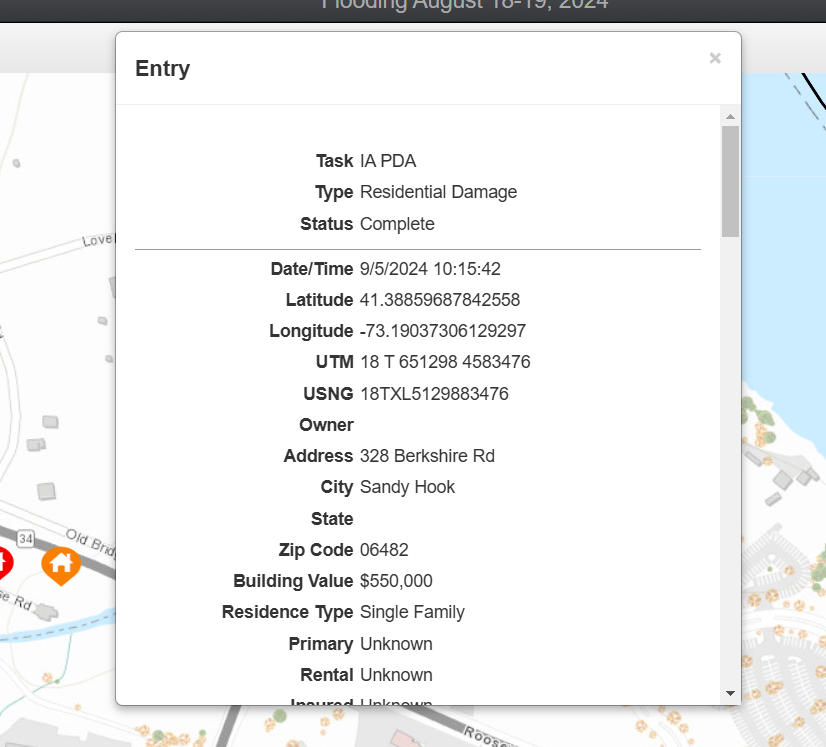 Flooding August 18-19, 2024
Entry
×
Task IA PDA
Type Residential Damage
Status Complete
Date/Time 9/5/2024 10:15:42
Latitude 41.38859687842558
Longitude -73.19037306129297
UTM 18 T 651298 4583476
USNG 18TXL5129883476
Owner
Address 328 Berkshire Rd
City Sandy Hook
State
Zip Code 06482
Building Value $550,000
Residence Type Single Family
Primary Unknown
Rental Unknown
Insured Unknown
Love
34
Old Bridg
se Rd
Roose